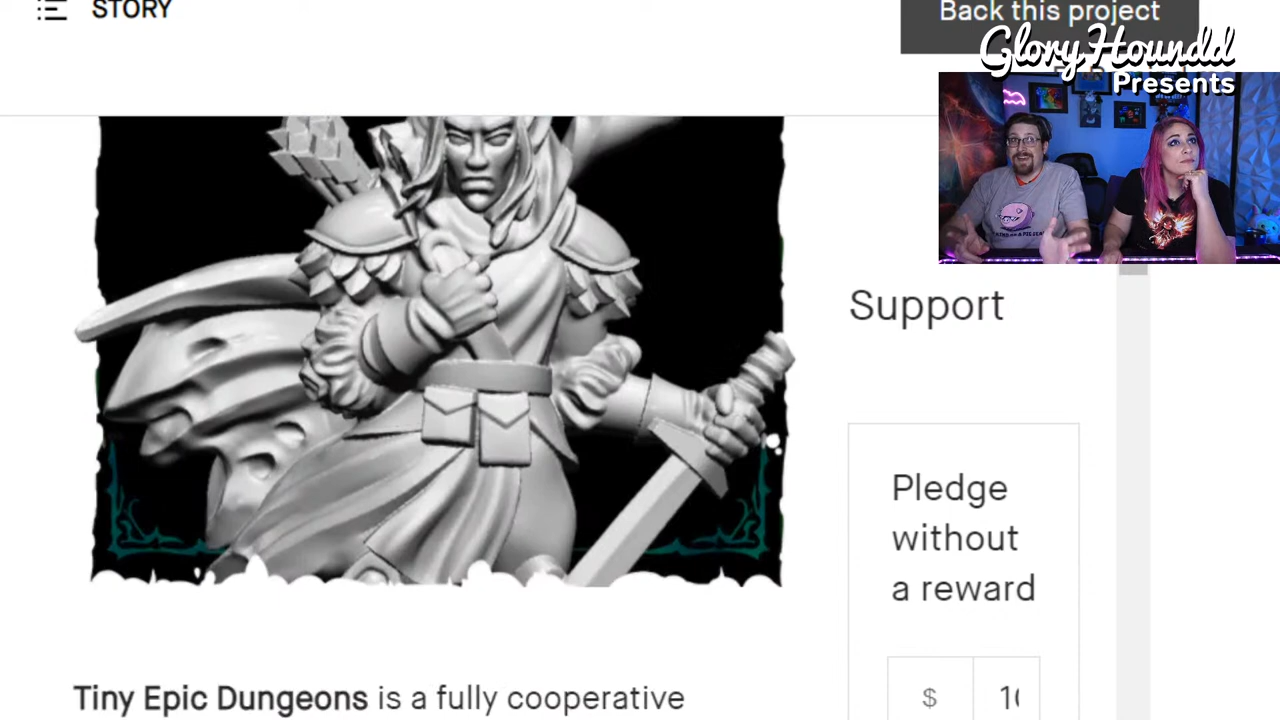 STORY
Back this project
GloryHoundd
Presents
Support
Pledge
without
a reward
$
Tiny Epic Dungeons is a fully cooperative